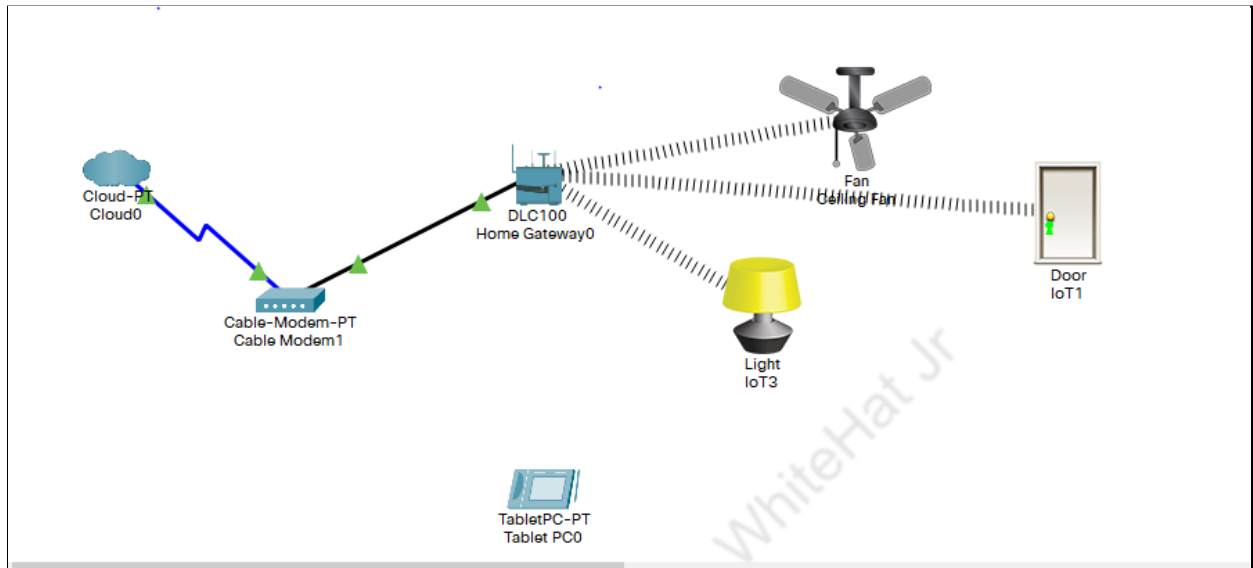 Cloud-PT
Cloud0
Cable-Modem-PT
Cable Modem1
DLC100
Home Gateway0
Fan
Ceiling Fan
Door
IoT1
Light
IoT3
TabletPC-PT
Tablet PC0
WhiteHat Jr